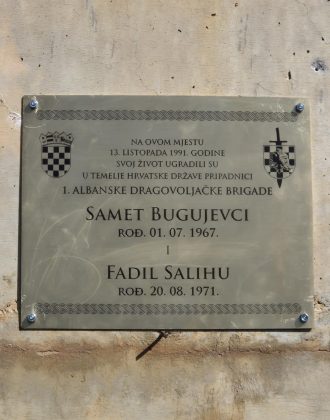 NA OVOM MJESTU
13. LISTOPADA 1991. GODINE
SVOJ ŽIVOT UGRADILI SU
U TEMELJE HRVATSKE DRŽAVE PRIPADNICI
1. ALBANSKE DRAGOVOLJAČKE BRIGADE
SAMET BUGUJEVCI
ROĐ. 01. 07. 1967.
I
FADIL SALIHU
ROĐ. 20. 08. 1971.